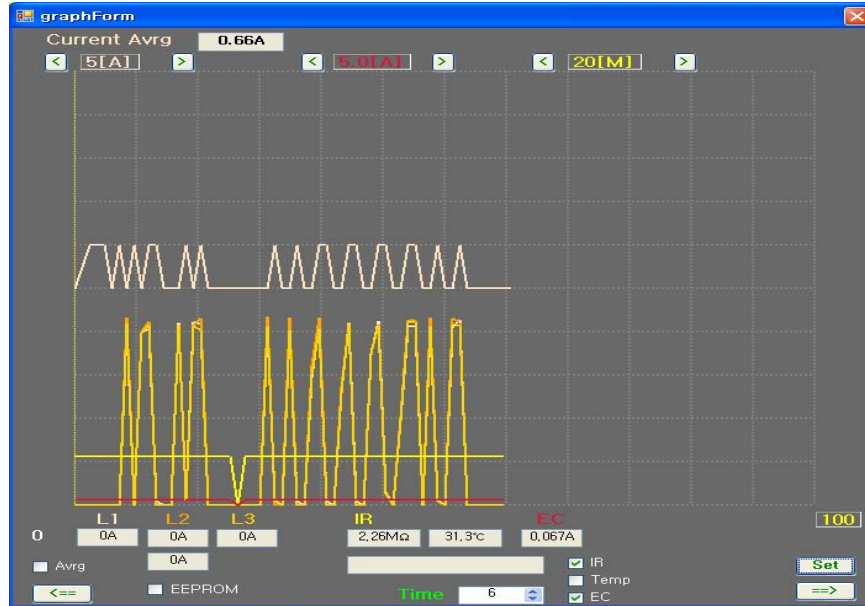 graphForm
Current Avrg 0.66A
< 5[A] > < 5.0[A] > < 20[M] >
L1 L2 L3 IR EC 100
0 0A 0A 0A 2,26MΩ 31,3℃ 0,067A
Avrg 0A IR Set
Temp
<== EEPROM Time 6 EC ==>